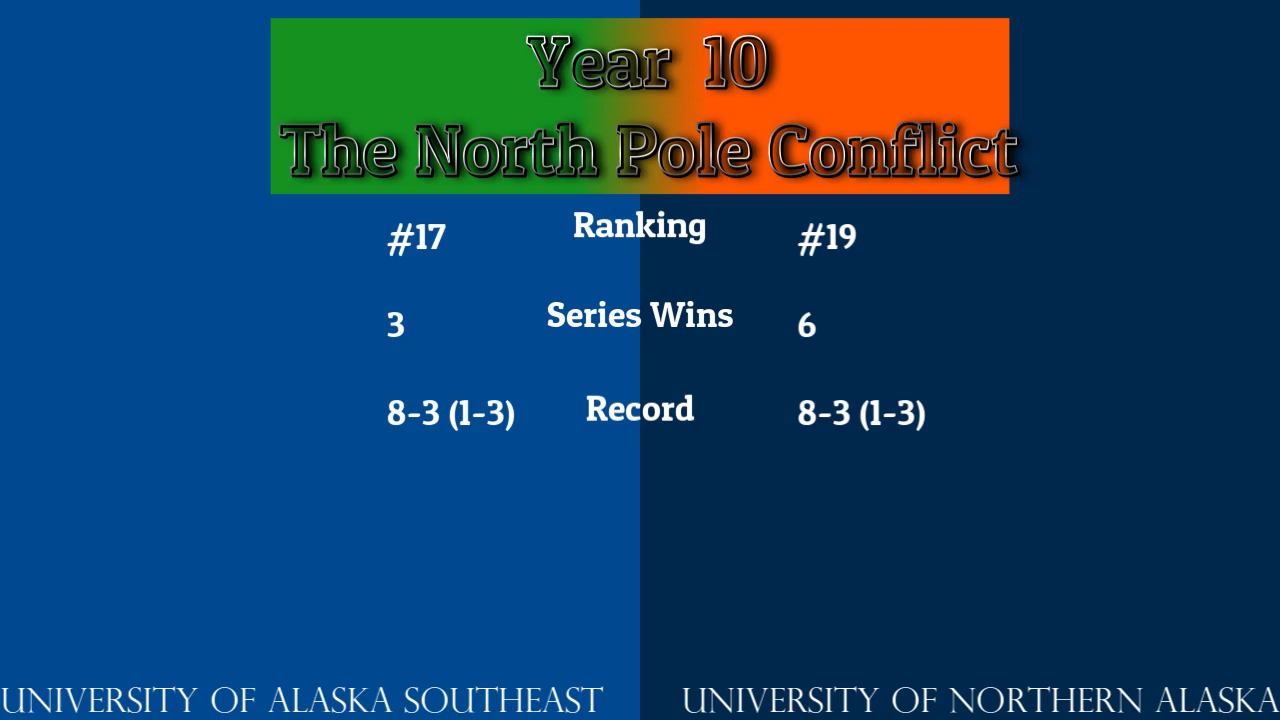 Year 10
The North Pole Conflict
#17 Ranking #19
3 Series Wins 6
8-3 (1-3) Record 8-3 (1-3)
UNIVERSITY OF ALASKA SOUTHEAST UNIVERSITY OF NORTHERN ALASKA